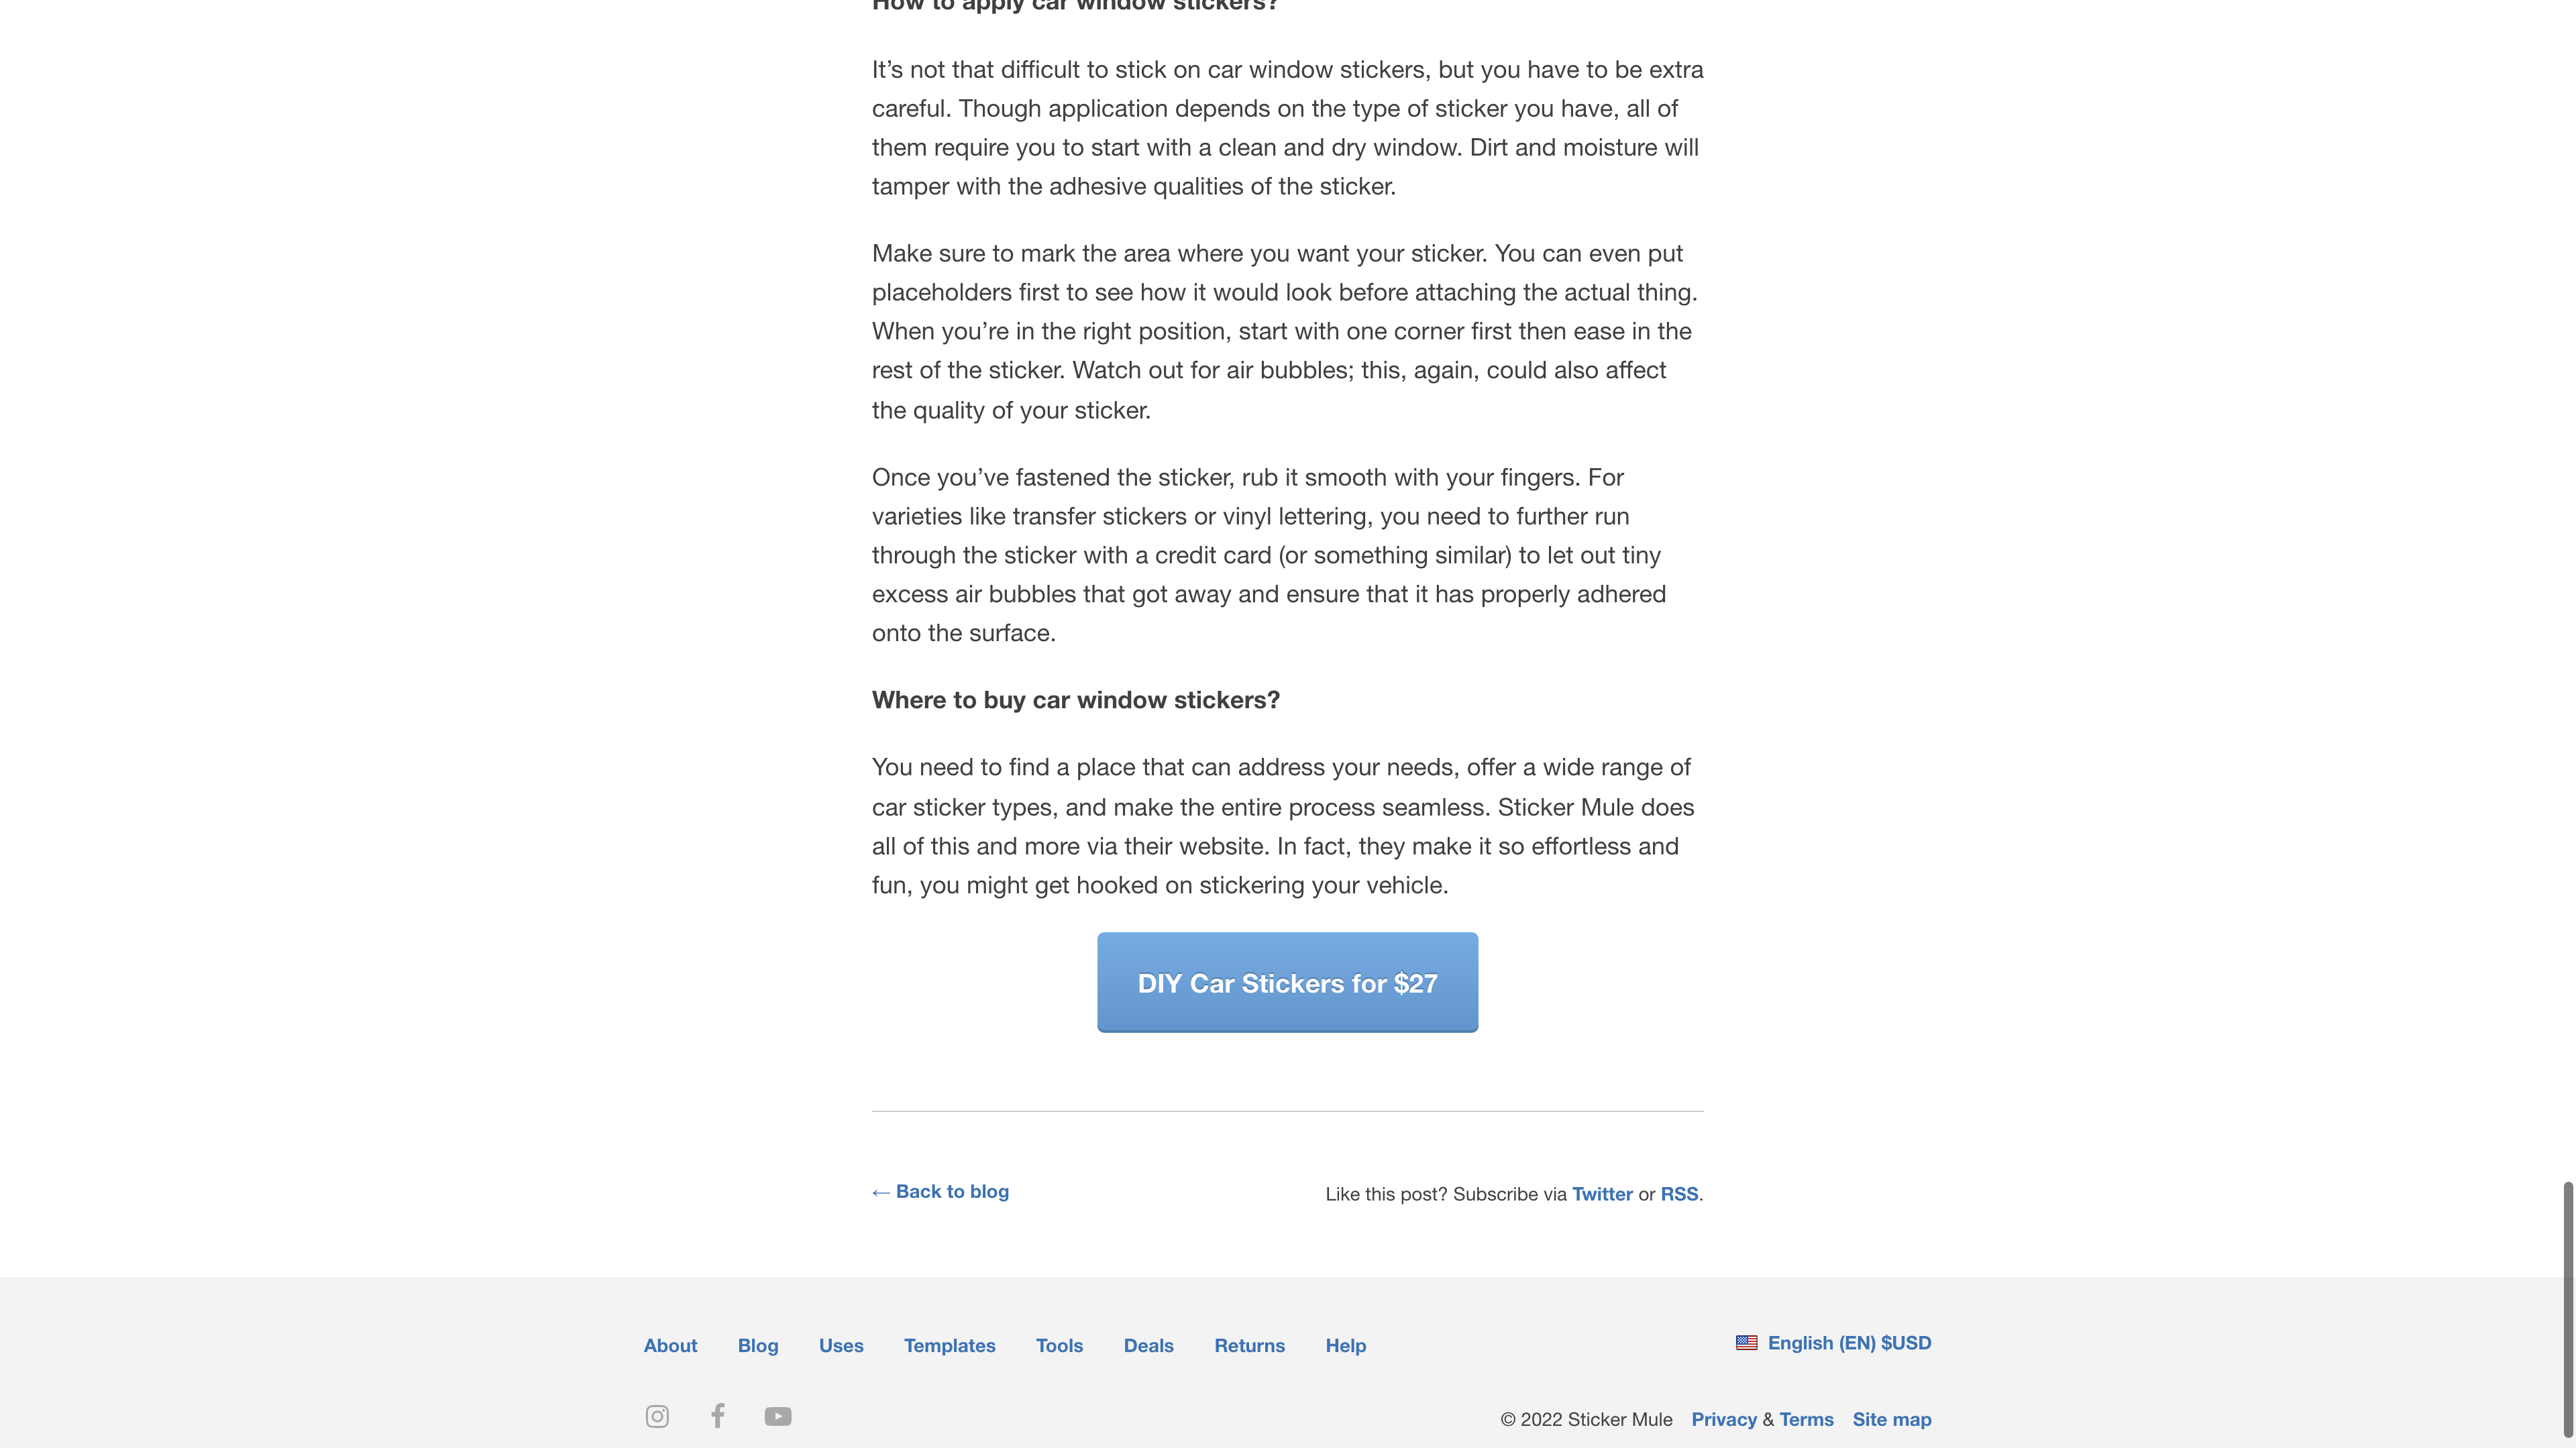 How to apply car window stickers?
It’s not that difficult to stick on car window stickers, but you have to be extra
careful. Though application depends on the type of sticker you have, all of
them require you to start with a clean and dry window. Dirt and moisture will
tamper with the adhesive qualities of the sticker.
Make sure to mark the area where you want your sticker. You can even put
placeholders first to see how it would look before attaching the actual thing.
When you’re in the right position, start with one corner first then ease in the
rest of the sticker. Watch out for air bubbles; this, again, could also affect
the quality of your sticker.
Once you’ve fastened the sticker, rub it smooth with your fingers. For
varieties like transfer stickers or vinyl lettering, you need to further run
through the sticker with a credit card (or something similar) to let out tiny
excess air bubbles that got away and ensure that it has properly adhered
onto the surface.
Where to buy car window stickers?
You need to find a place that can address your needs, offer a wide range of
car sticker types, and make the entire process seamless. Sticker Mule does
all of this and more via their website. In fact, they make it so effortless and
fun, you might get hooked on stickering your vehicle.
DIY Car Stickers for $27
← Back to blog
Like this post? Subscribe via Twitter or RSS.
About Blog Uses Templates Tools Deals Returns Help
English (EN) $USD
© 2022 Sticker Mule Privacy & Terms Site map